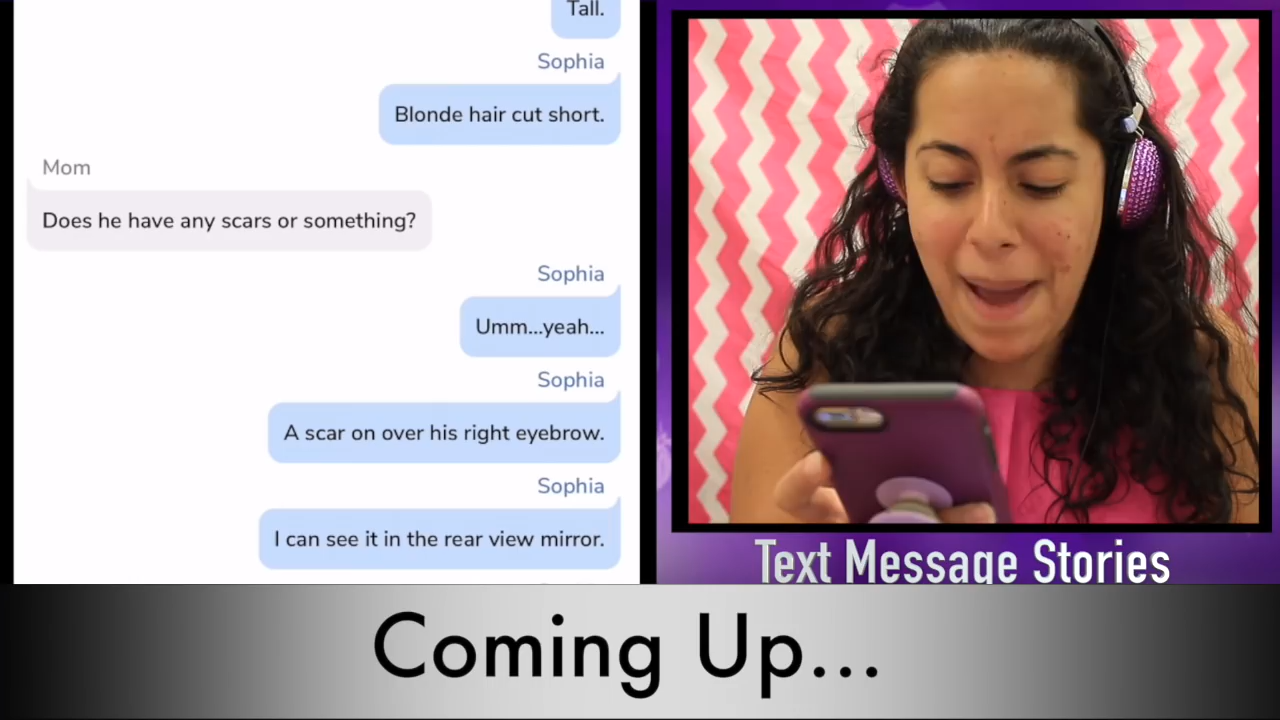 Tall.
Sophia
Blonde hair cut short.
Mom
Does he have any scars or something?
Sophia
Umm...yeah...
Sophia
A scar on over his right eyebrow.
Sophia
I can see it in the rear view mirror.
Text Message Stories
Coming Up...